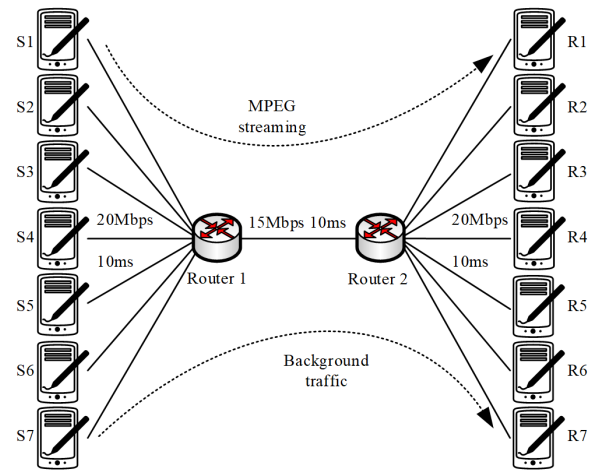 S1
R1
MPEG
streaming
S2
R2
S3
R3
20Mbps
15Mbps 10ms
20Mbps
S4
R4
10ms
10ms
Router 1
Router 2
S5
R5
Background
traffic
S6
R6
S7
R7